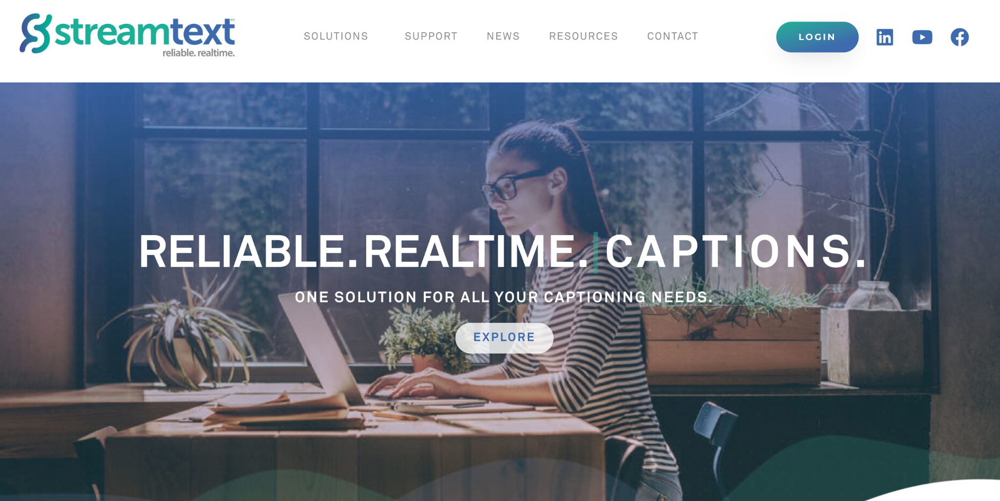 streamtext™
reliable. realtime.
SOLUTIONS
SUPPORT
NEWS
RESOURCES
CONTACT
LOGIN
RELIABLE. REALTIME.|CAPTIONS.
ONE SOLUTION FOR ALL YOUR CAPTIONING NEEDS.
EXPLORE